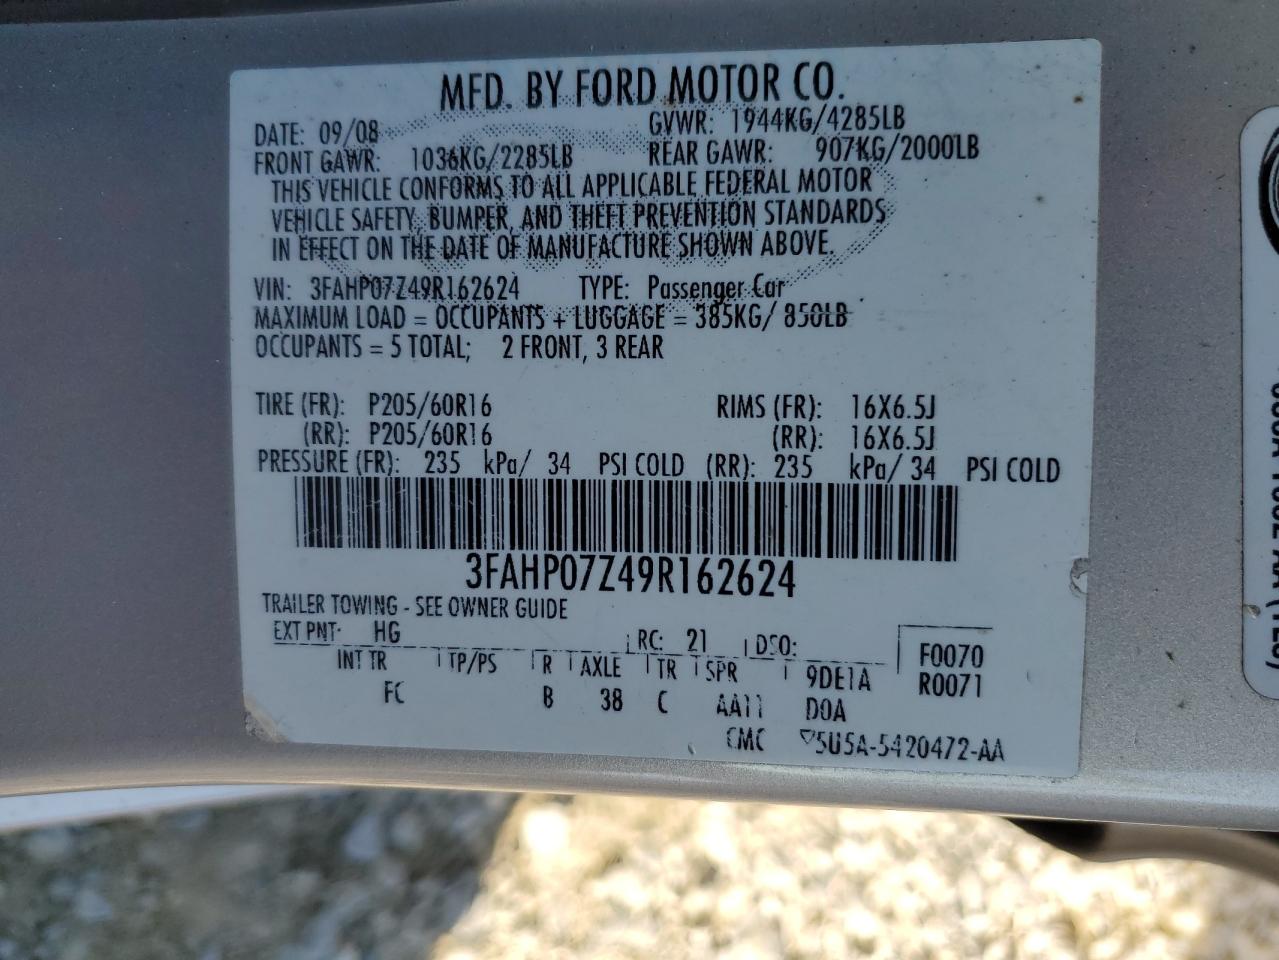 MFD. BY FORD MOTOR CO.
DATE: 09/08 GVWR: 1944KG/4285LB
FRONT GAWR: 1036KG/2285LB REAR GAWR: 907KG/2000LB
THIS VEHICLE CONFORMS TO ALL APPLICABLE FEDERAL MOTOR
VEHICLE SAFETY, BUMPER, AND THEFT PREVENTION STANDARDS
IN EFFECT ON THE DATE OF MANUFACTURE SHOWN ABOVE.
VIN: 3FAHP07Z49R162624 TYPE: Passenger Car
MAXIMUM LOAD = OCCUPANTS + LUGGAGE = 385KG/ 850LB
OCCUPANTS = 5 TOTAL; 2 FRONT, 3 REAR
TIRE (FR): P205/60R16 RIMS (FR): 16X6.5J
(RR): P205/60R16 (RR): 16X6.5J
PRESSURE (FR): 235 kPa/ 34 PSI COLD (RR): 235 kPa/ 34 PSI COLD
3FAHP07Z49R162624
TRAILER TOWING - SEE OWNER GUIDE
EXT PNT: HG RC: 21 DSO:
F0070
INT TR TP/PS R AXLE TR SPR 9DE1A
R0071
FC B 38 C AA11 D0A
CMC ▽5U5A-5420472-AA